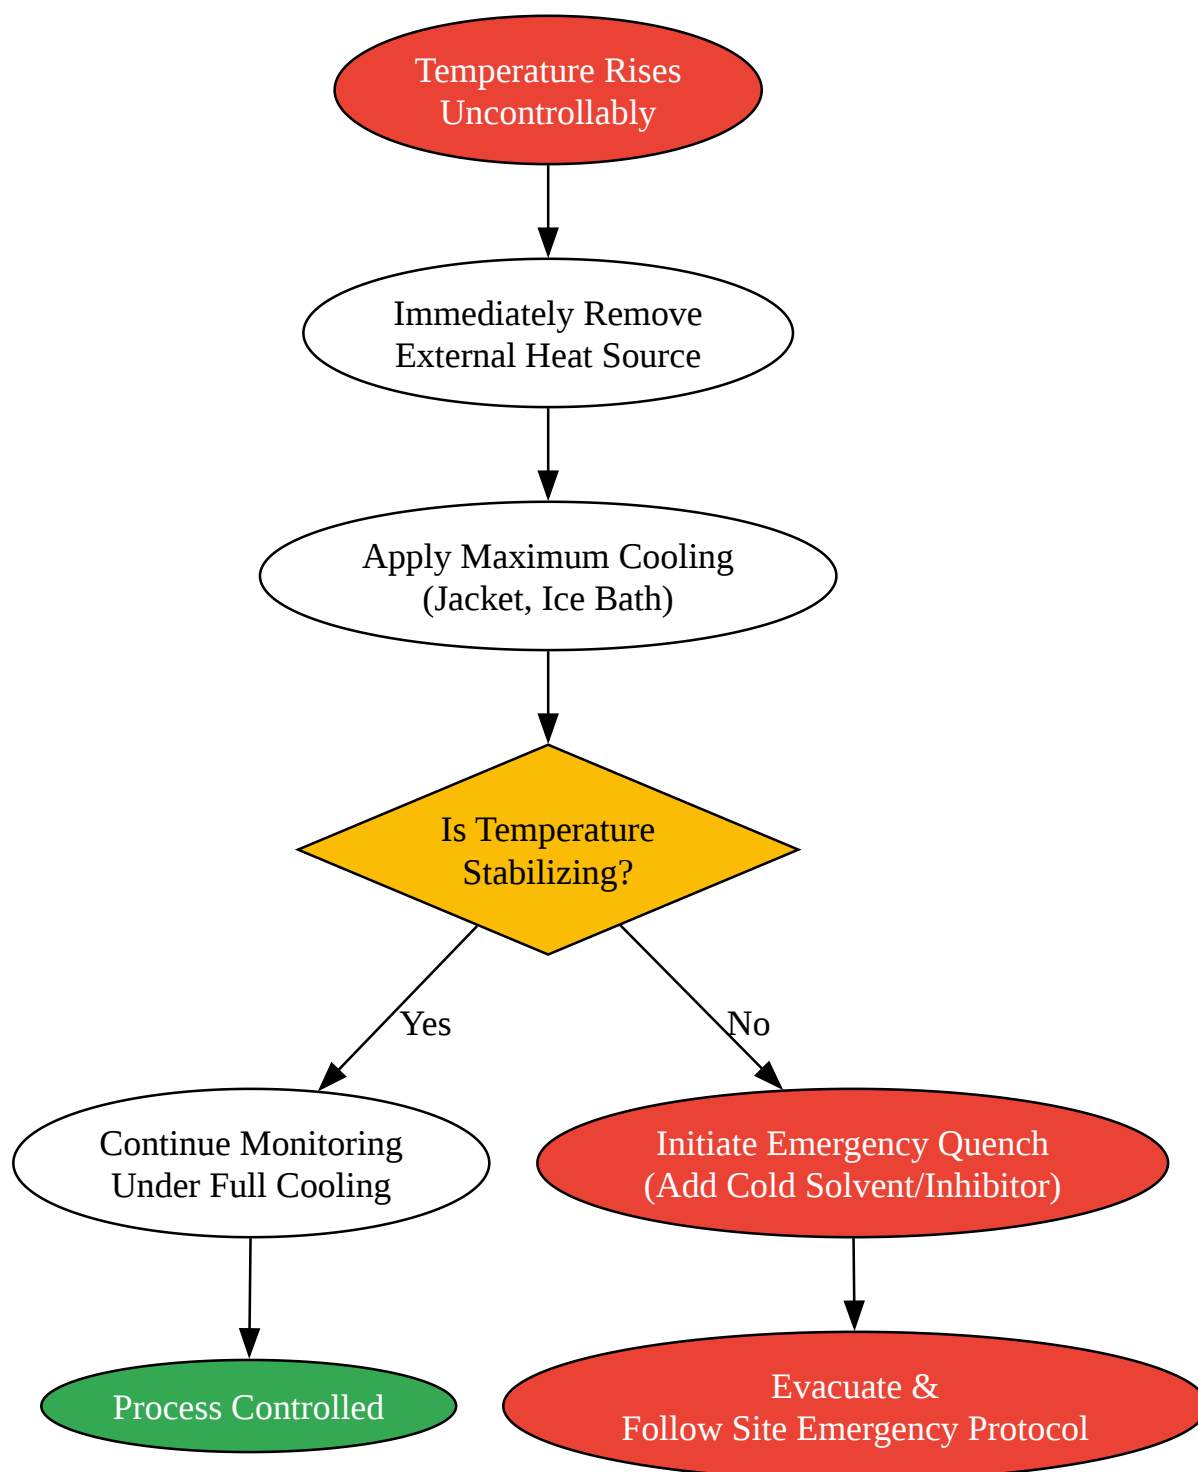 Temperature Rises
Uncontrollably
Immediately Remove
External Heat Source
Apply Maximum Cooling
(Jacket, Ice Bath)
Is Temperature
Stabilizing?
Yes
No
Continue Monitoring
Under Full Cooling
Initiate Emergency Quench
(Add Cold Solvent/Inhibitor)
Process Controlled
Evacuate &
Follow Site Emergency Protocol